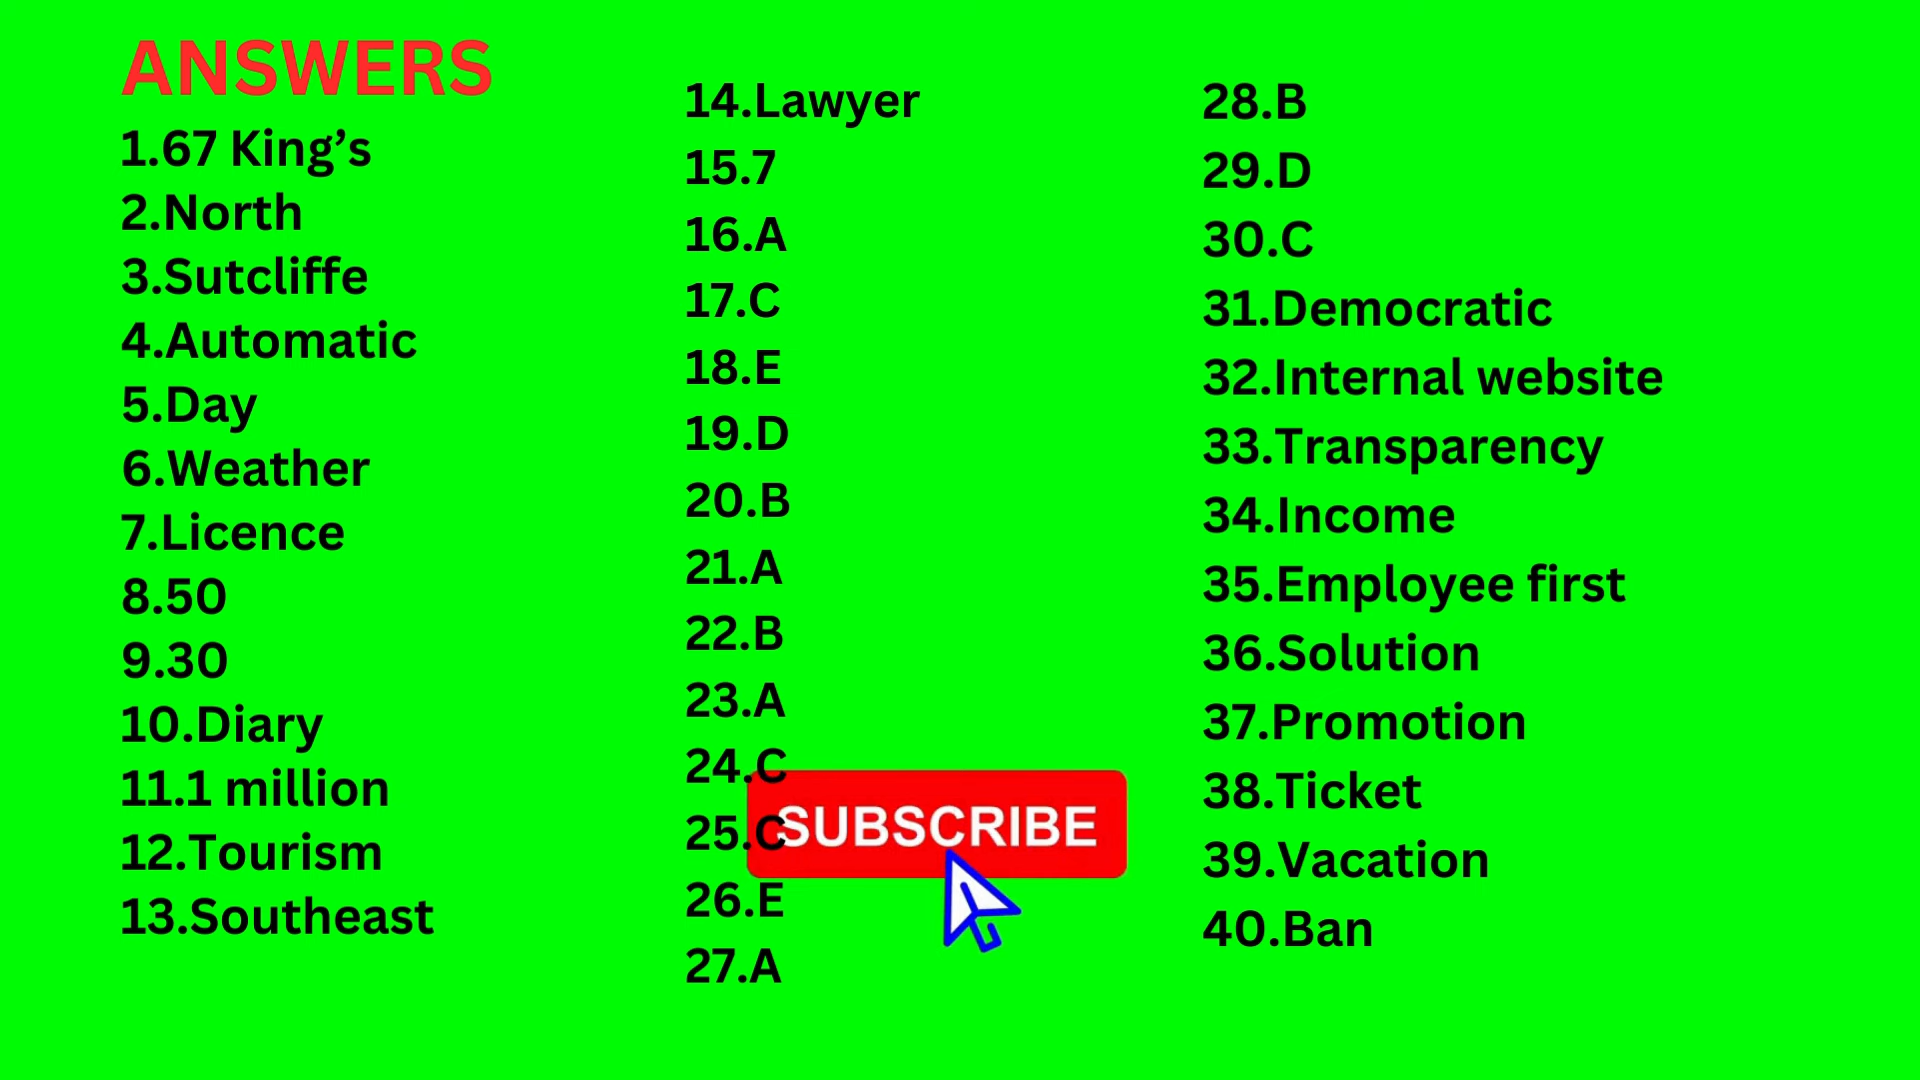 ANSWERS
1.67 King’s
2.North
3.Sutcliffe
4.Automatic
5.Day
6.Weather
7.Licence
8.50
9.30
10.Diary
11.1 million
12.Tourism
13.Southeast
14.Lawyer
15.7
16.A
17.C
18.E
19.D
20.B
21.A
22.B
23.A
24.C
25.C
SUBSCRIBE
26.E
27.A
28.B
29.D
30.C
31.Democratic
32.Internal website
33.Transparency
34.Income
35.Employee first
36.Solution
37.Promotion
38.Ticket
39.Vacation
40.Ban